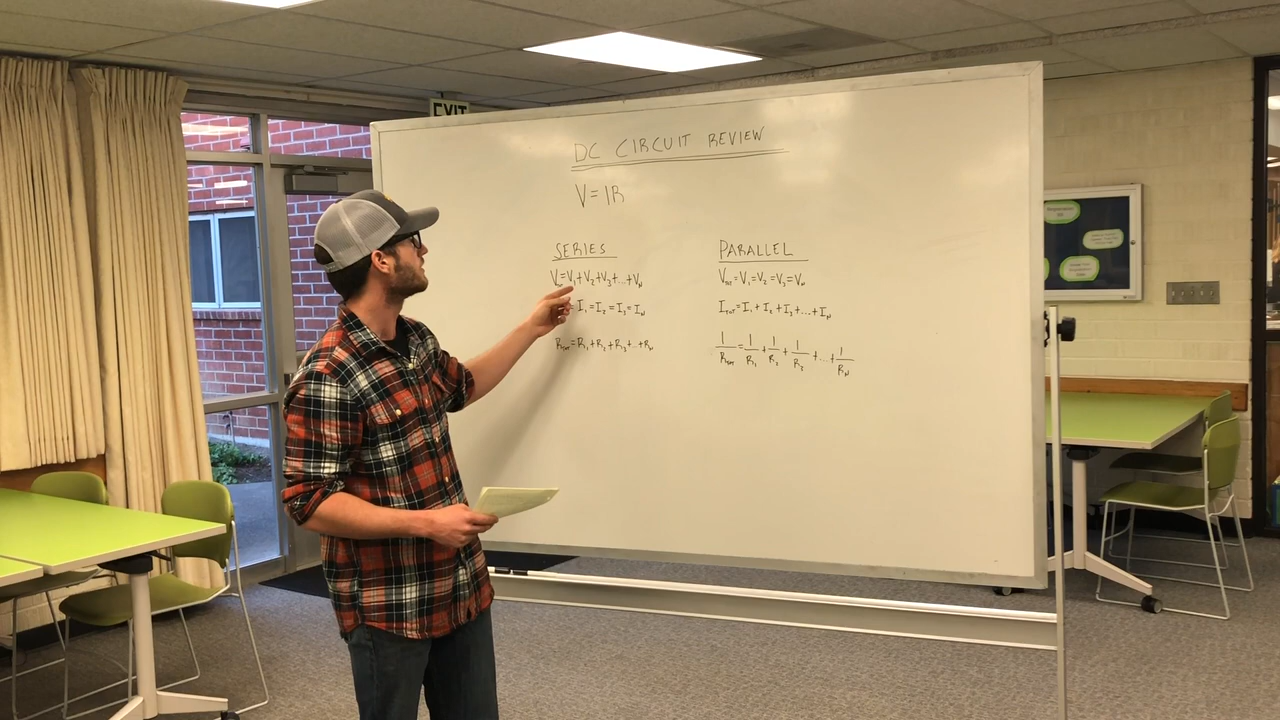 EXIT
DC CIRCUIT REVIEW
V=IR
SERIES
V=V₁+V₂+V₃+...+Vₙ
=I₁=I₂=I₃=Iₙ
Rₜₒₜ=R₁+R₂+R₃+...+Rₙ
PARALLEL
Vₜₒₜ=V₁=V₂=V₃=Vₙ
Iₜₒₜ=I₁+I₂+I₃+...+Iₙ
1/Rₜₒₜ=1/R₁+1/R₂+1/R₃+...+1/Rₙ